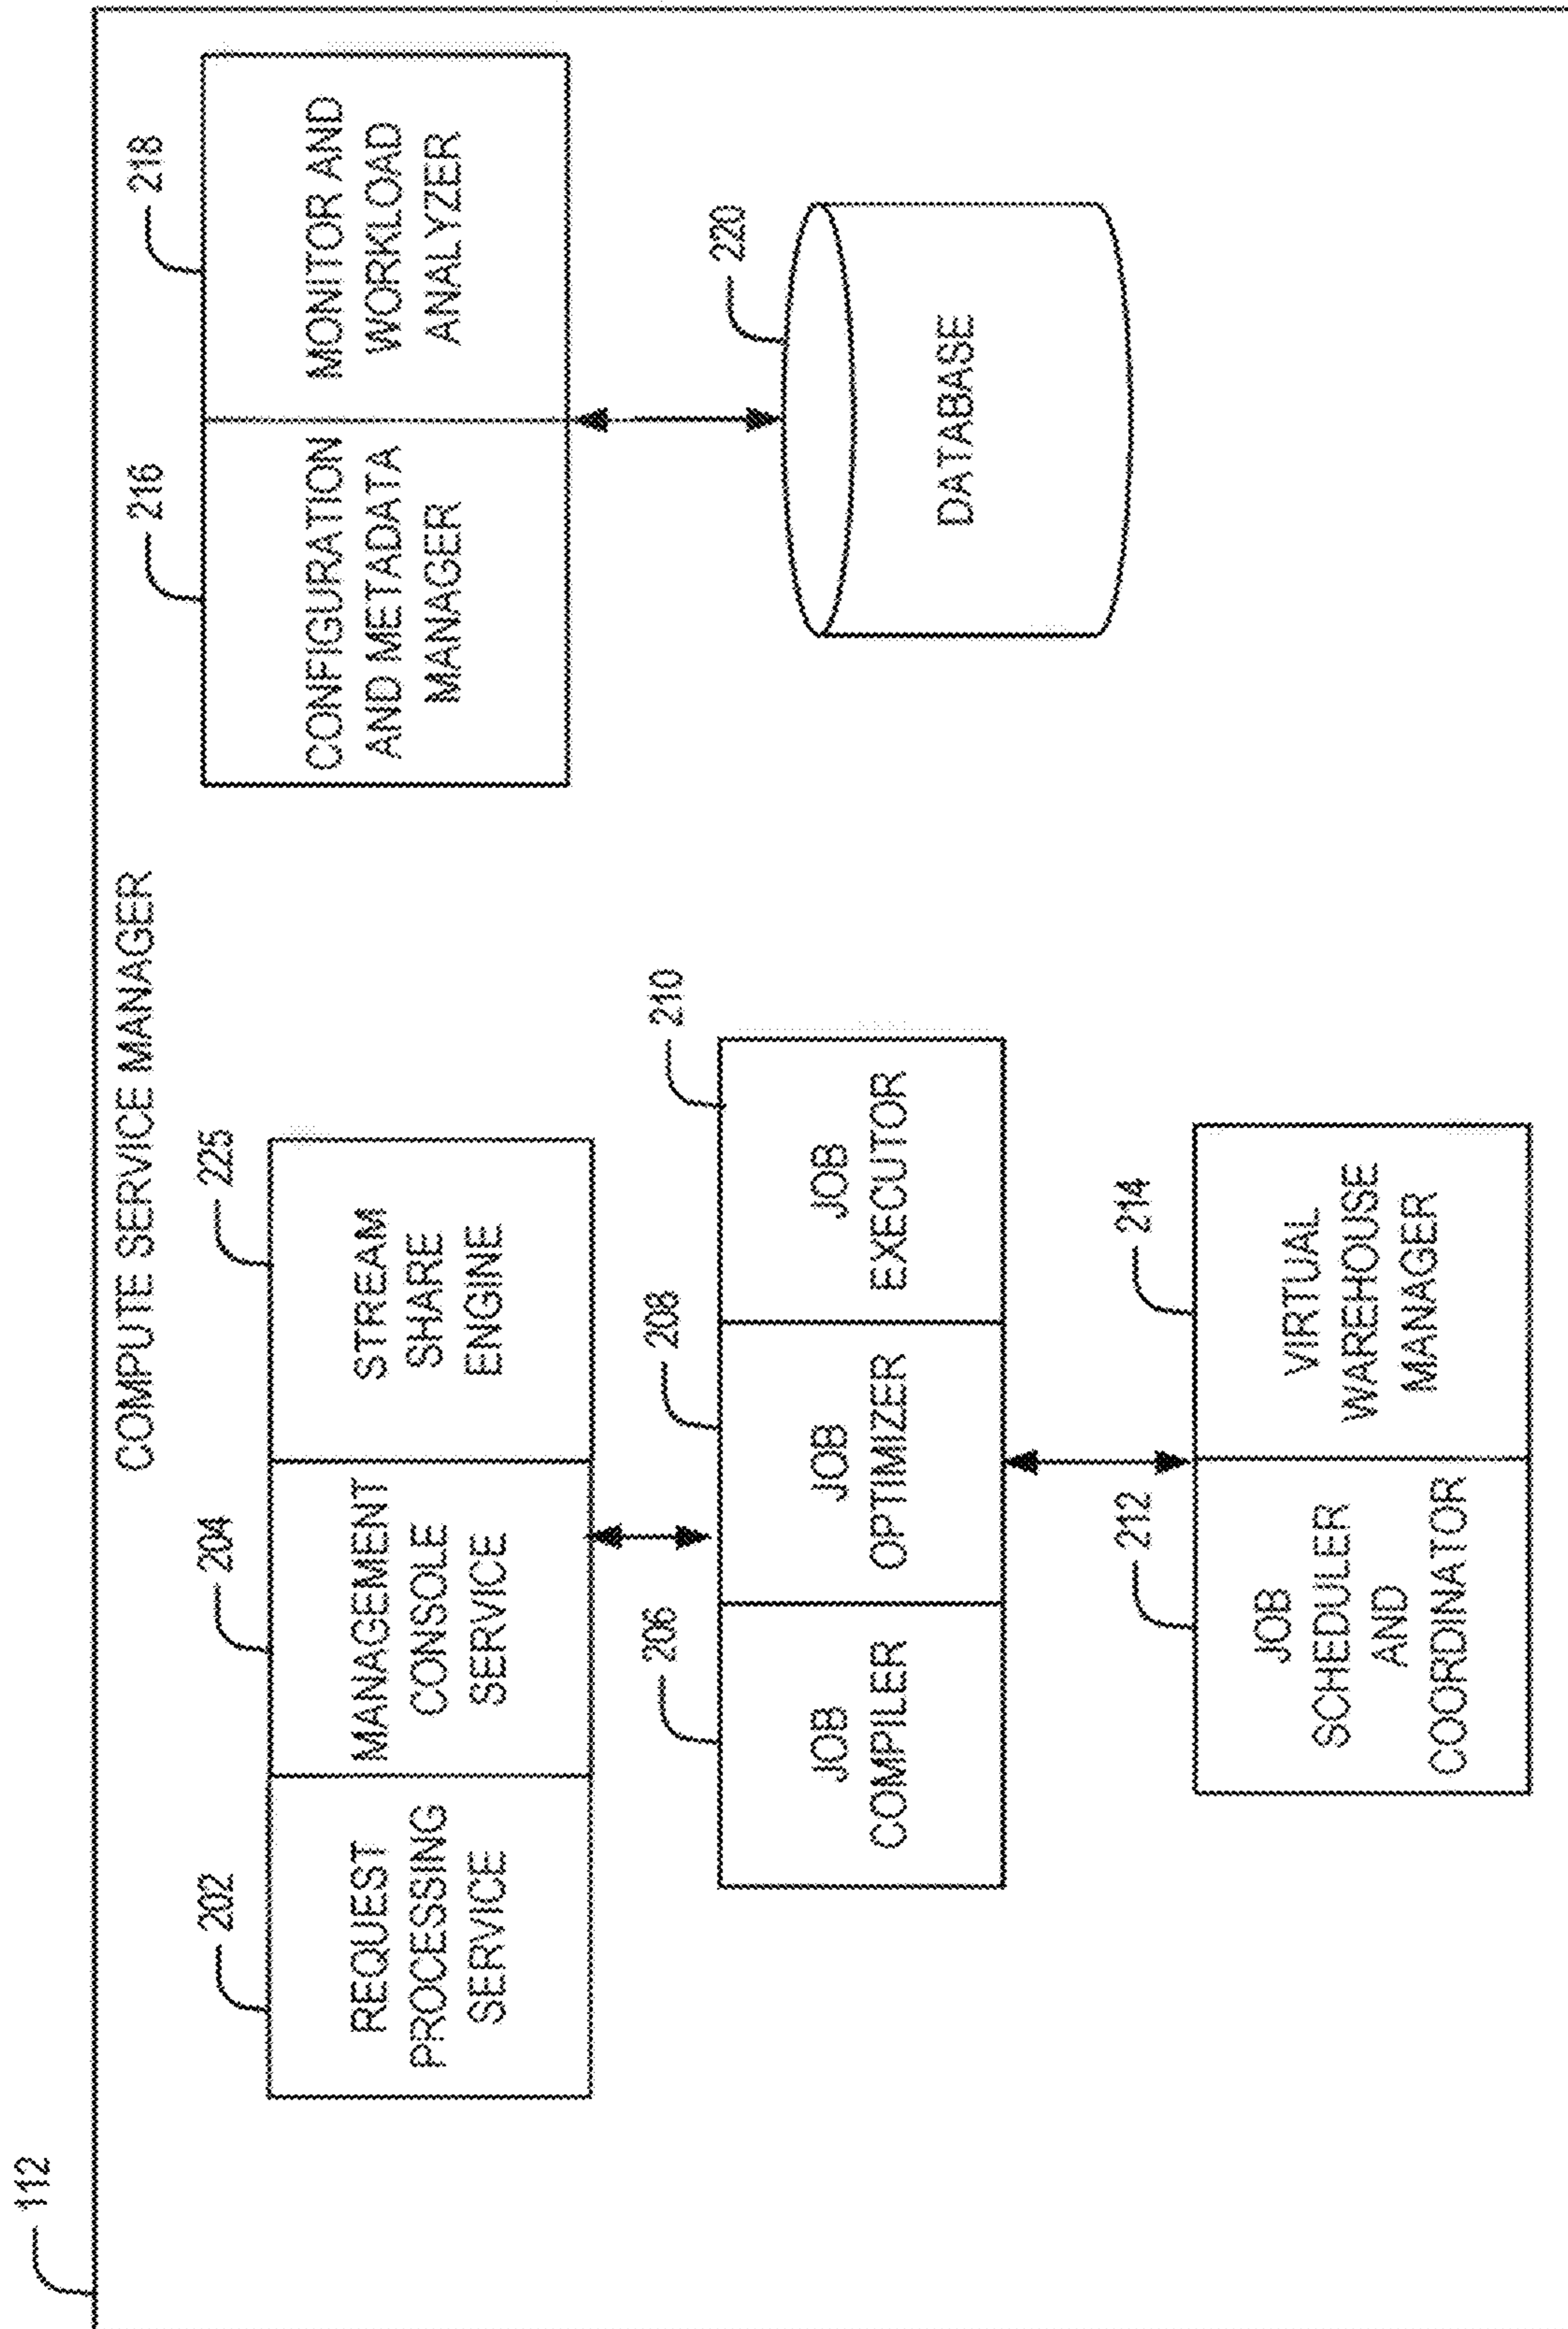 112
COMPUTE SERVICE MANAGER
202
204
225
REQUEST
PROCESSING
SERVICE
MANAGEMENT
CONSOLE
SERVICE
STREAM
SHARE
ENGINE
206
208
210
JOB
COMPILER
JOB
OPTIMIZER
JOB
EXECUTOR
212
214
JOB
SCHEDULER
AND
COORDINATOR
VIRTUAL
WAREHOUSE
MANAGER
216
218
CONFIGURATION
AND METADATA
MANAGER
MONITOR AND
WORKLOAD
ANALYZER
220
DATABASE